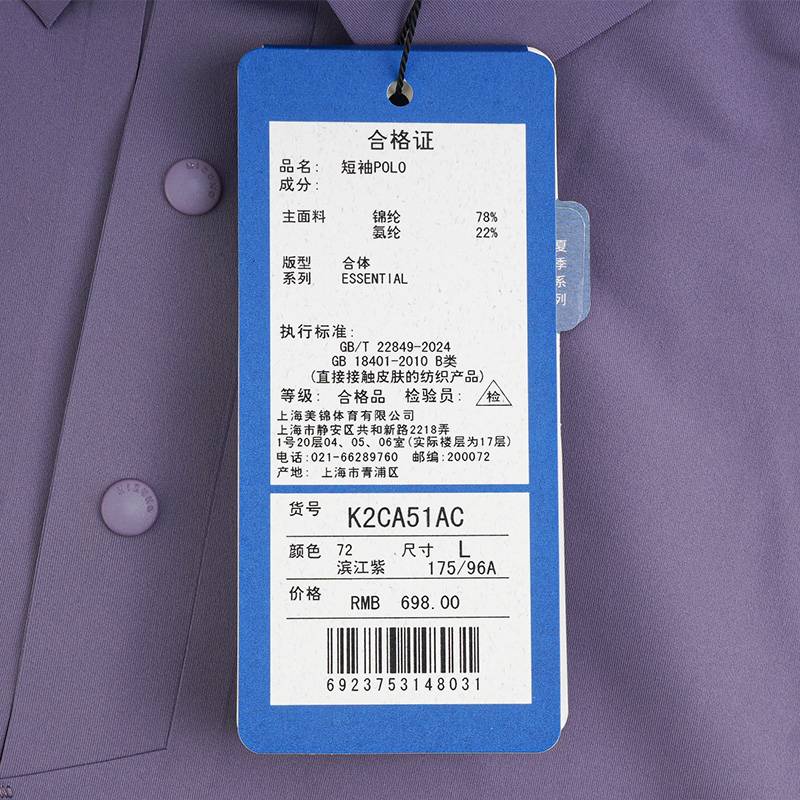 合格证
品名: 短袖POLO
成分:
主面料 锦纶 78%
氨纶 22%
版型 合体
系列 ESSENTIAL
执行标准:
GB/T 22849-2024
GB 18401-2010 B类
(直接接触皮肤的纺织产品)
等级: 合格品 检验员: 检
上海美锦体育有限公司
上海市静安区共和新路2218弄
1号20层04、05、06室(实际楼层为17层)
电话:021-66289760 邮编:200072
产地: 上海市青浦区
货号 K2CA51AC
颜色 72 尺寸 L
滨江紫 175/96A
价格 RMB 698.00
6923753148031
夏季系列
MIZUNO
MIZUNO